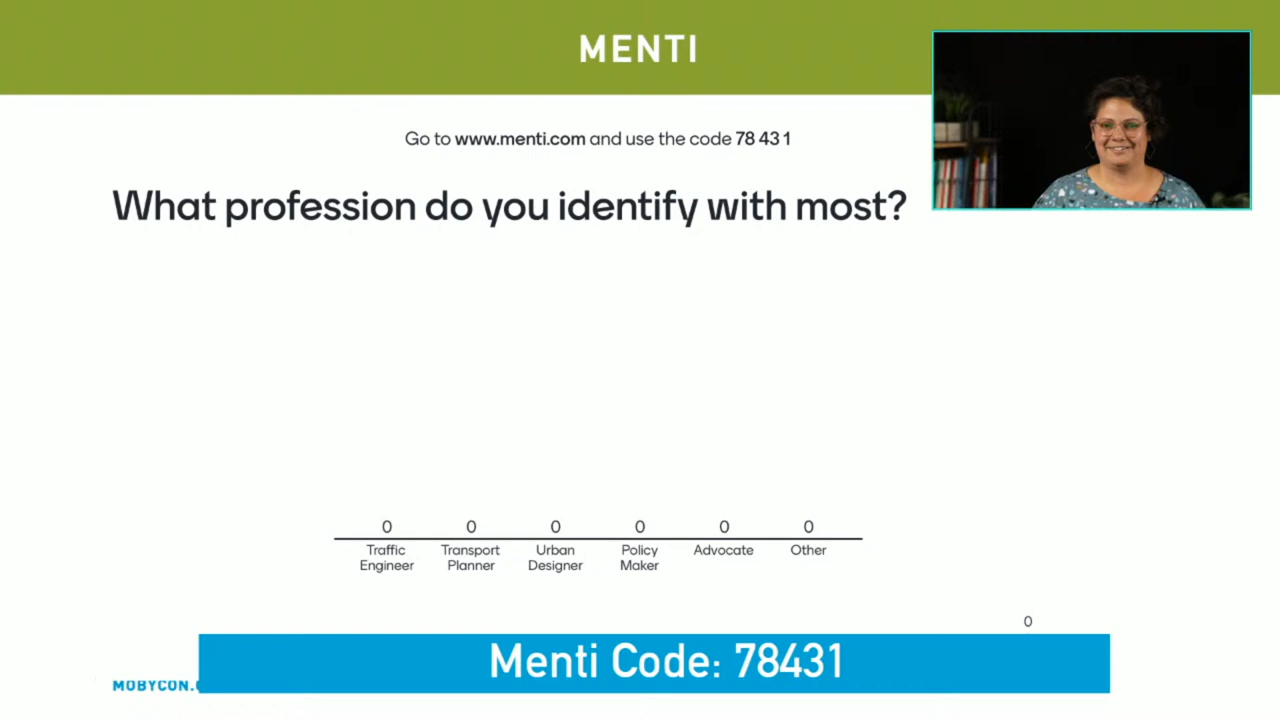 MENTI
Go to www.menti.com and use the code 78 43 1
What profession do you identify with most?
0 0 0 0 0 0
Traffic Engineer
Transport Planner
Urban Designer
Policy Maker
Advocate
Other
0
Menti Code: 78431
MOBYCON.